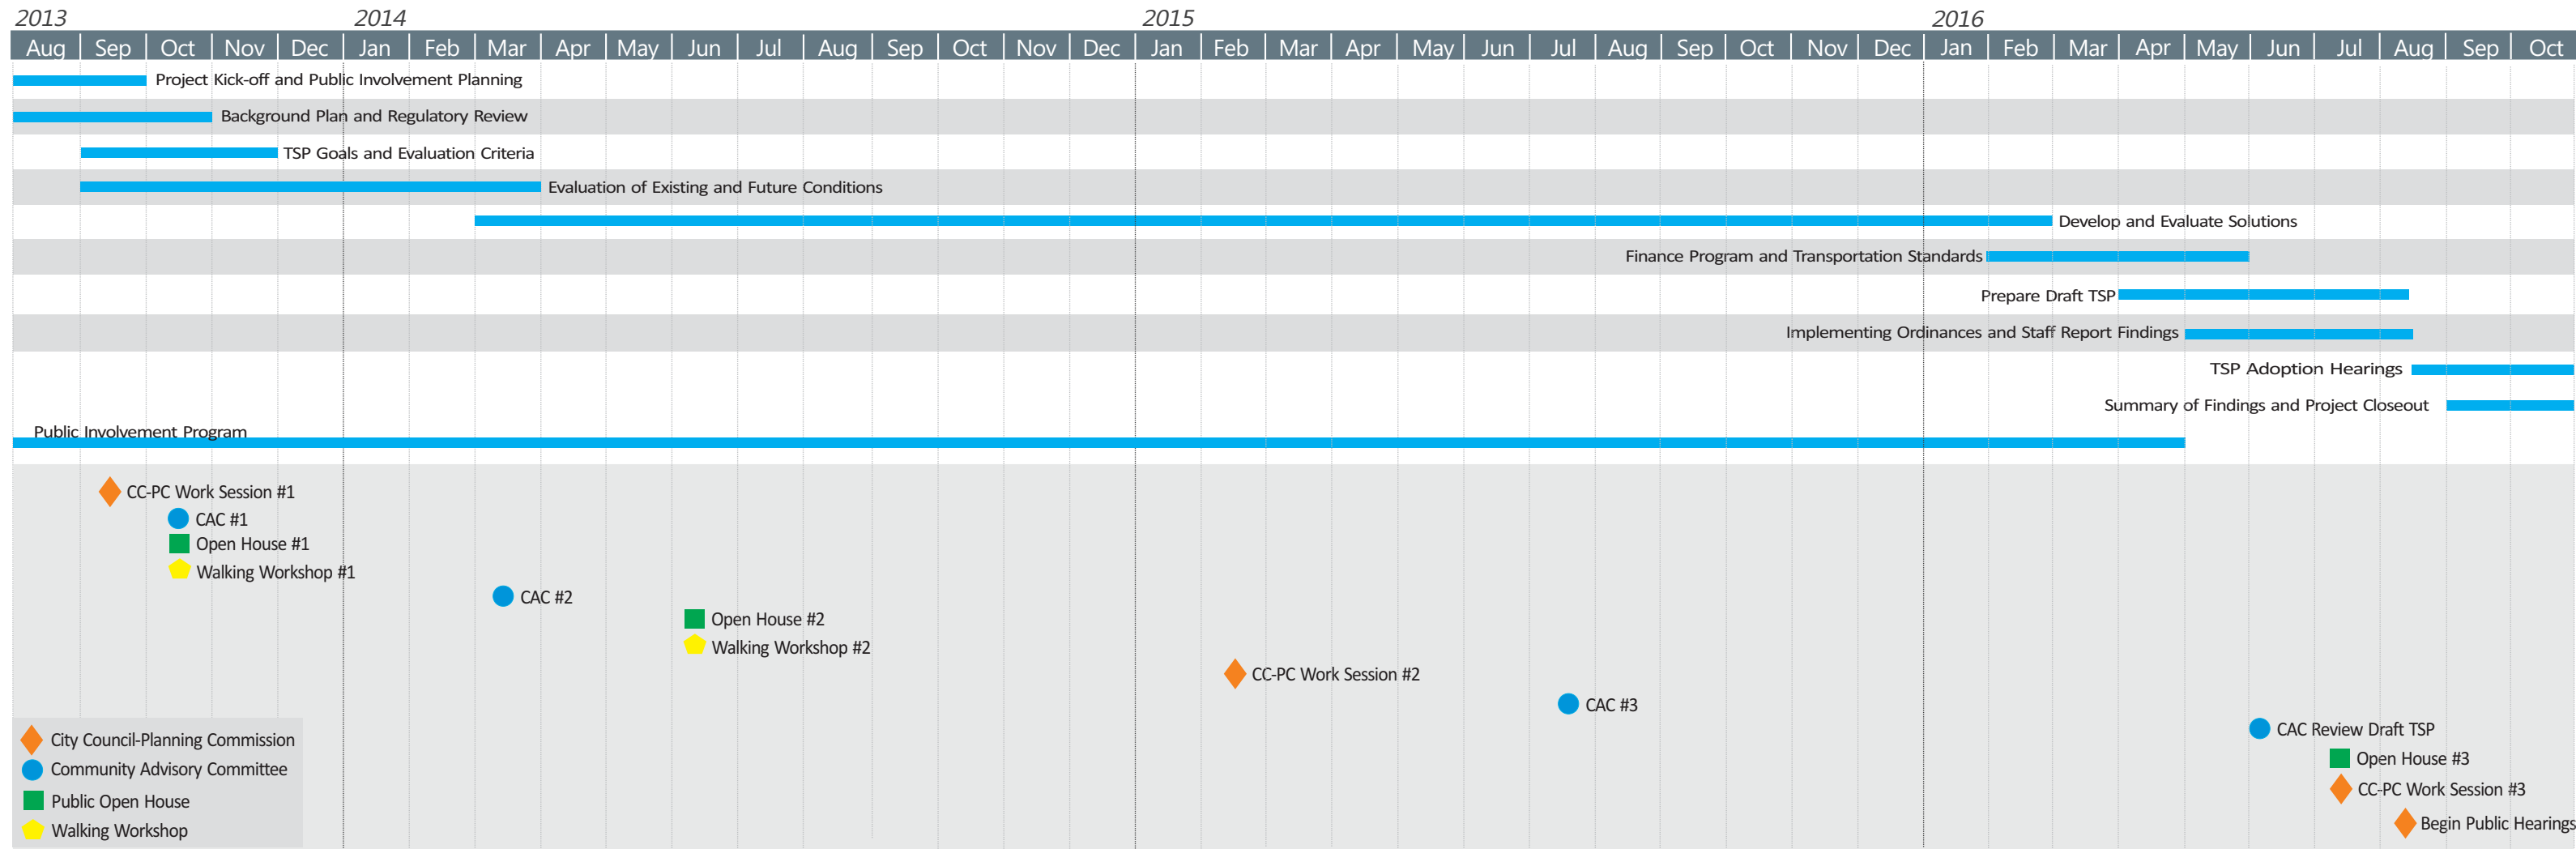 2013 2014 2015 2016
Aug Sep Oct Nov Dec Jan Feb Mar Apr May Jun Jul Aug Sep Oct Nov Dec Jan Feb Mar Apr May Jun Jul Aug Sep Oct Nov Dec Jan Feb Mar Apr May Jun Jul Aug Sep Oct
Project Kick-off and Public Involvement Planning
Background Plan and Regulatory Review
TSP Goals and Evaluation Criteria
Evaluation of Existing and Future Conditions
Develop and Evaluate Solutions
Finance Program and Transportation Standards
Prepare Draft TSP
Implementing Ordinances and Staff Report Findings
TSP Adoption Hearings
Summary of Findings and Project Closeout
Public Involvement Program
CC-PC Work Session #1
CAC #1
Open House #1
Walking Workshop #1
CAC #2
Open House #2
Walking Workshop #2
CC-PC Work Session #2
CAC #3
CAC Review Draft TSP
Open House #3
CC-PC Work Session #3
Begin Public Hearings
City Council-Planning Commission
Community Advisory Committee
Public Open House
Walking Workshop